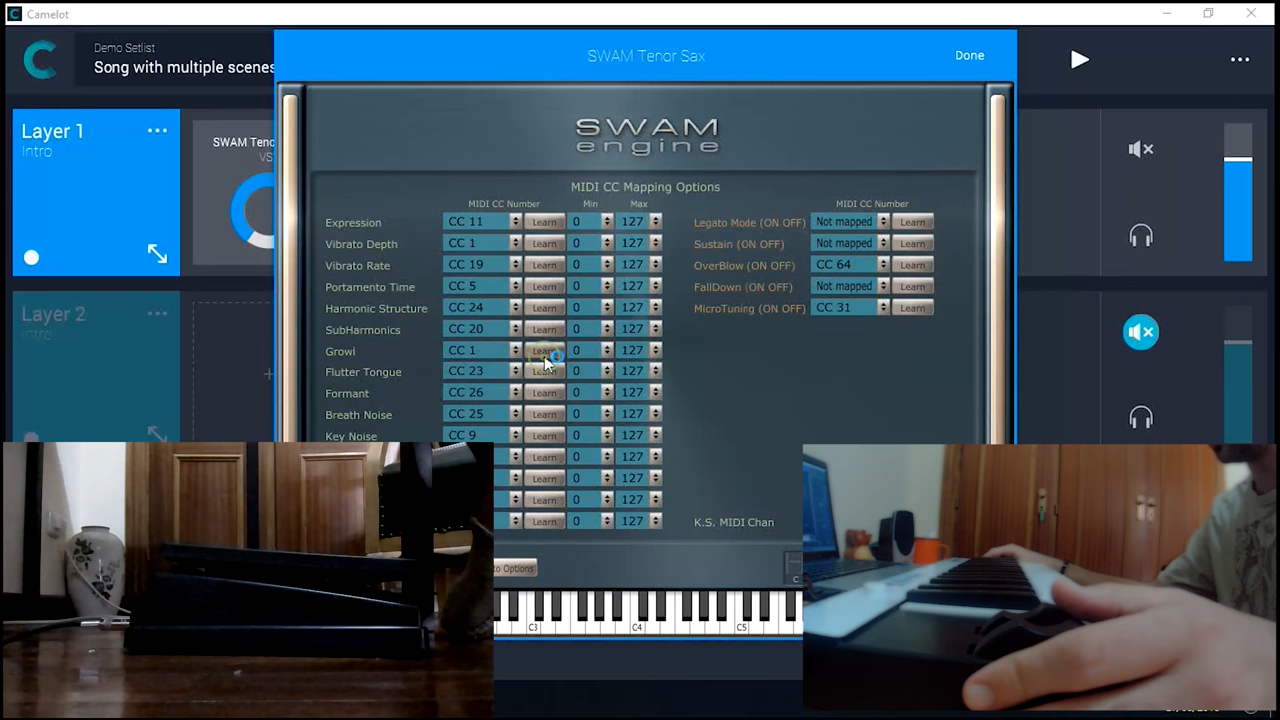 Camelot
Demo Setlist
Song with multiple scenes
SWAM Tenor Sax
Done
Layer 1
Intro
SWAM Teno
VS
SWAM
engine
MIDI CC Mapping Options
MIDI CC Number Min Max MIDI CC Number
Expression CC 11 Learn 0 127 Legato Mode (ON OFF) Not mapped Learn
Vibrato Depth CC 1 Learn 0 127 Sustain (ON OFF) Not mapped Learn
Vibrato Rate CC 19 Learn 0 127 OverBlow (ON OFF) CC 64 Learn
Portamento Time CC 5 Learn 0 127 FallDown (ON OFF) Not mapped Learn
Harmonic Structure CC 24 Learn 0 127 MicroTuning (ON OFF) CC 31 Learn
SubHarmonics CC 20 Learn 0 127
Growl CC 1 Learn 0 127
Flutter Tongue CC 23 Learn 0 127
Formant CC 26 Learn 0 127
Breath Noise CC 25 Learn 0 127
Key Noise CC 9 Learn 0 127
Learn 0 127
Learn 0 127
Learn 0 127
Learn 0 127
K.S. MIDI Chan
Layer 2
Intro
Options
C
C3 C4 C5